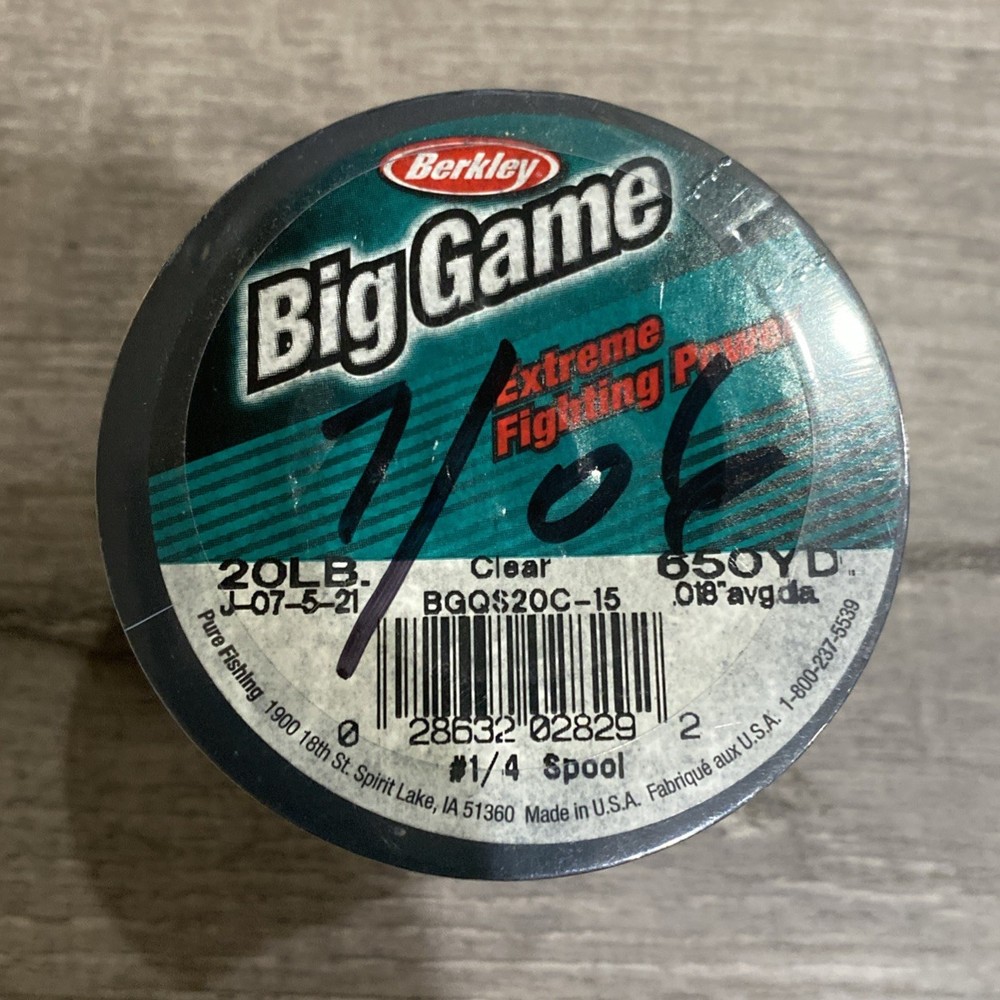 Berkley
Big Game
Extreme
Fighting Power
7/06
20LB. Clear 650YD.
J-07-5-21 BGQS20C-15 .018"avg.dia.
0 28632 02829 2
#1/4 Spool
Pure Fishing 1900 18th St. Spirit Lake, IA 51360 Made in U.S.A. Fabriqué aux U.S.A. 1-800-237-5539